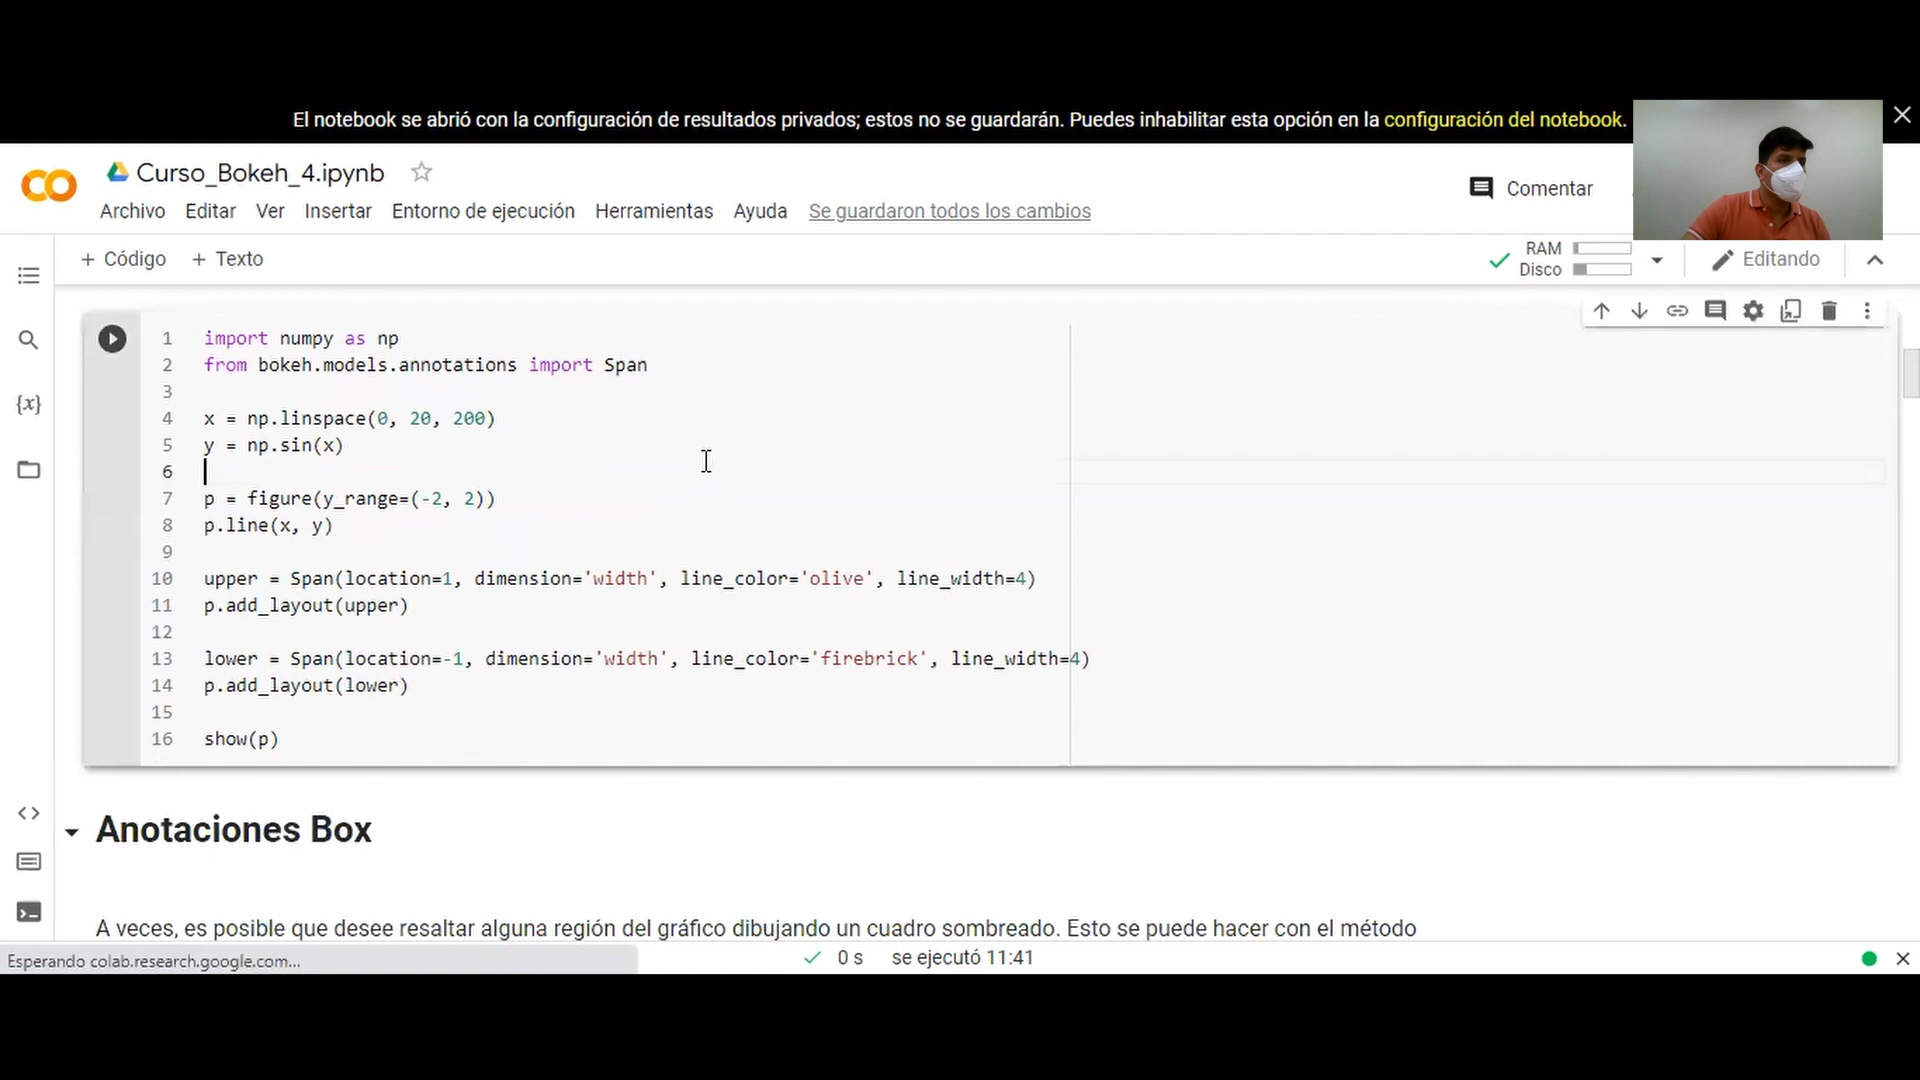 El notebook se abrió con la configuración de resultados privados; estos no se guardarán. Puedes inhabilitar esta opción en la configuración del notebook.
Curso_Bokeh_4.ipynb
Comentar
Archivo Editar Ver Insertar Entorno de ejecución Herramientas Ayuda Se guardaron todos los cambios
+ Código + Texto
RAM
Disco
Editando
1 import numpy as np
2 from bokeh.models.annotations import Span
3
4 x = np.linspace(0, 20, 200)
5 y = np.sin(x)
6
7 p = figure(y_range=(-2, 2))
8 p.line(x, y)
9
10 upper = Span(location=1, dimension='width', line_color='olive', line_width=4)
11 p.add_layout(upper)
12
13 lower = Span(location=-1, dimension='width', line_color='firebrick', line_width=4)
14 p.add_layout(lower)
15
16 show(p)
Anotaciones Box
A veces, es posible que desee resaltar alguna región del gráfico dibujando un cuadro sombreado. Esto se puede hacer con el método
Esperando colab.research.google.com...
0 s se ejecutó 11:41